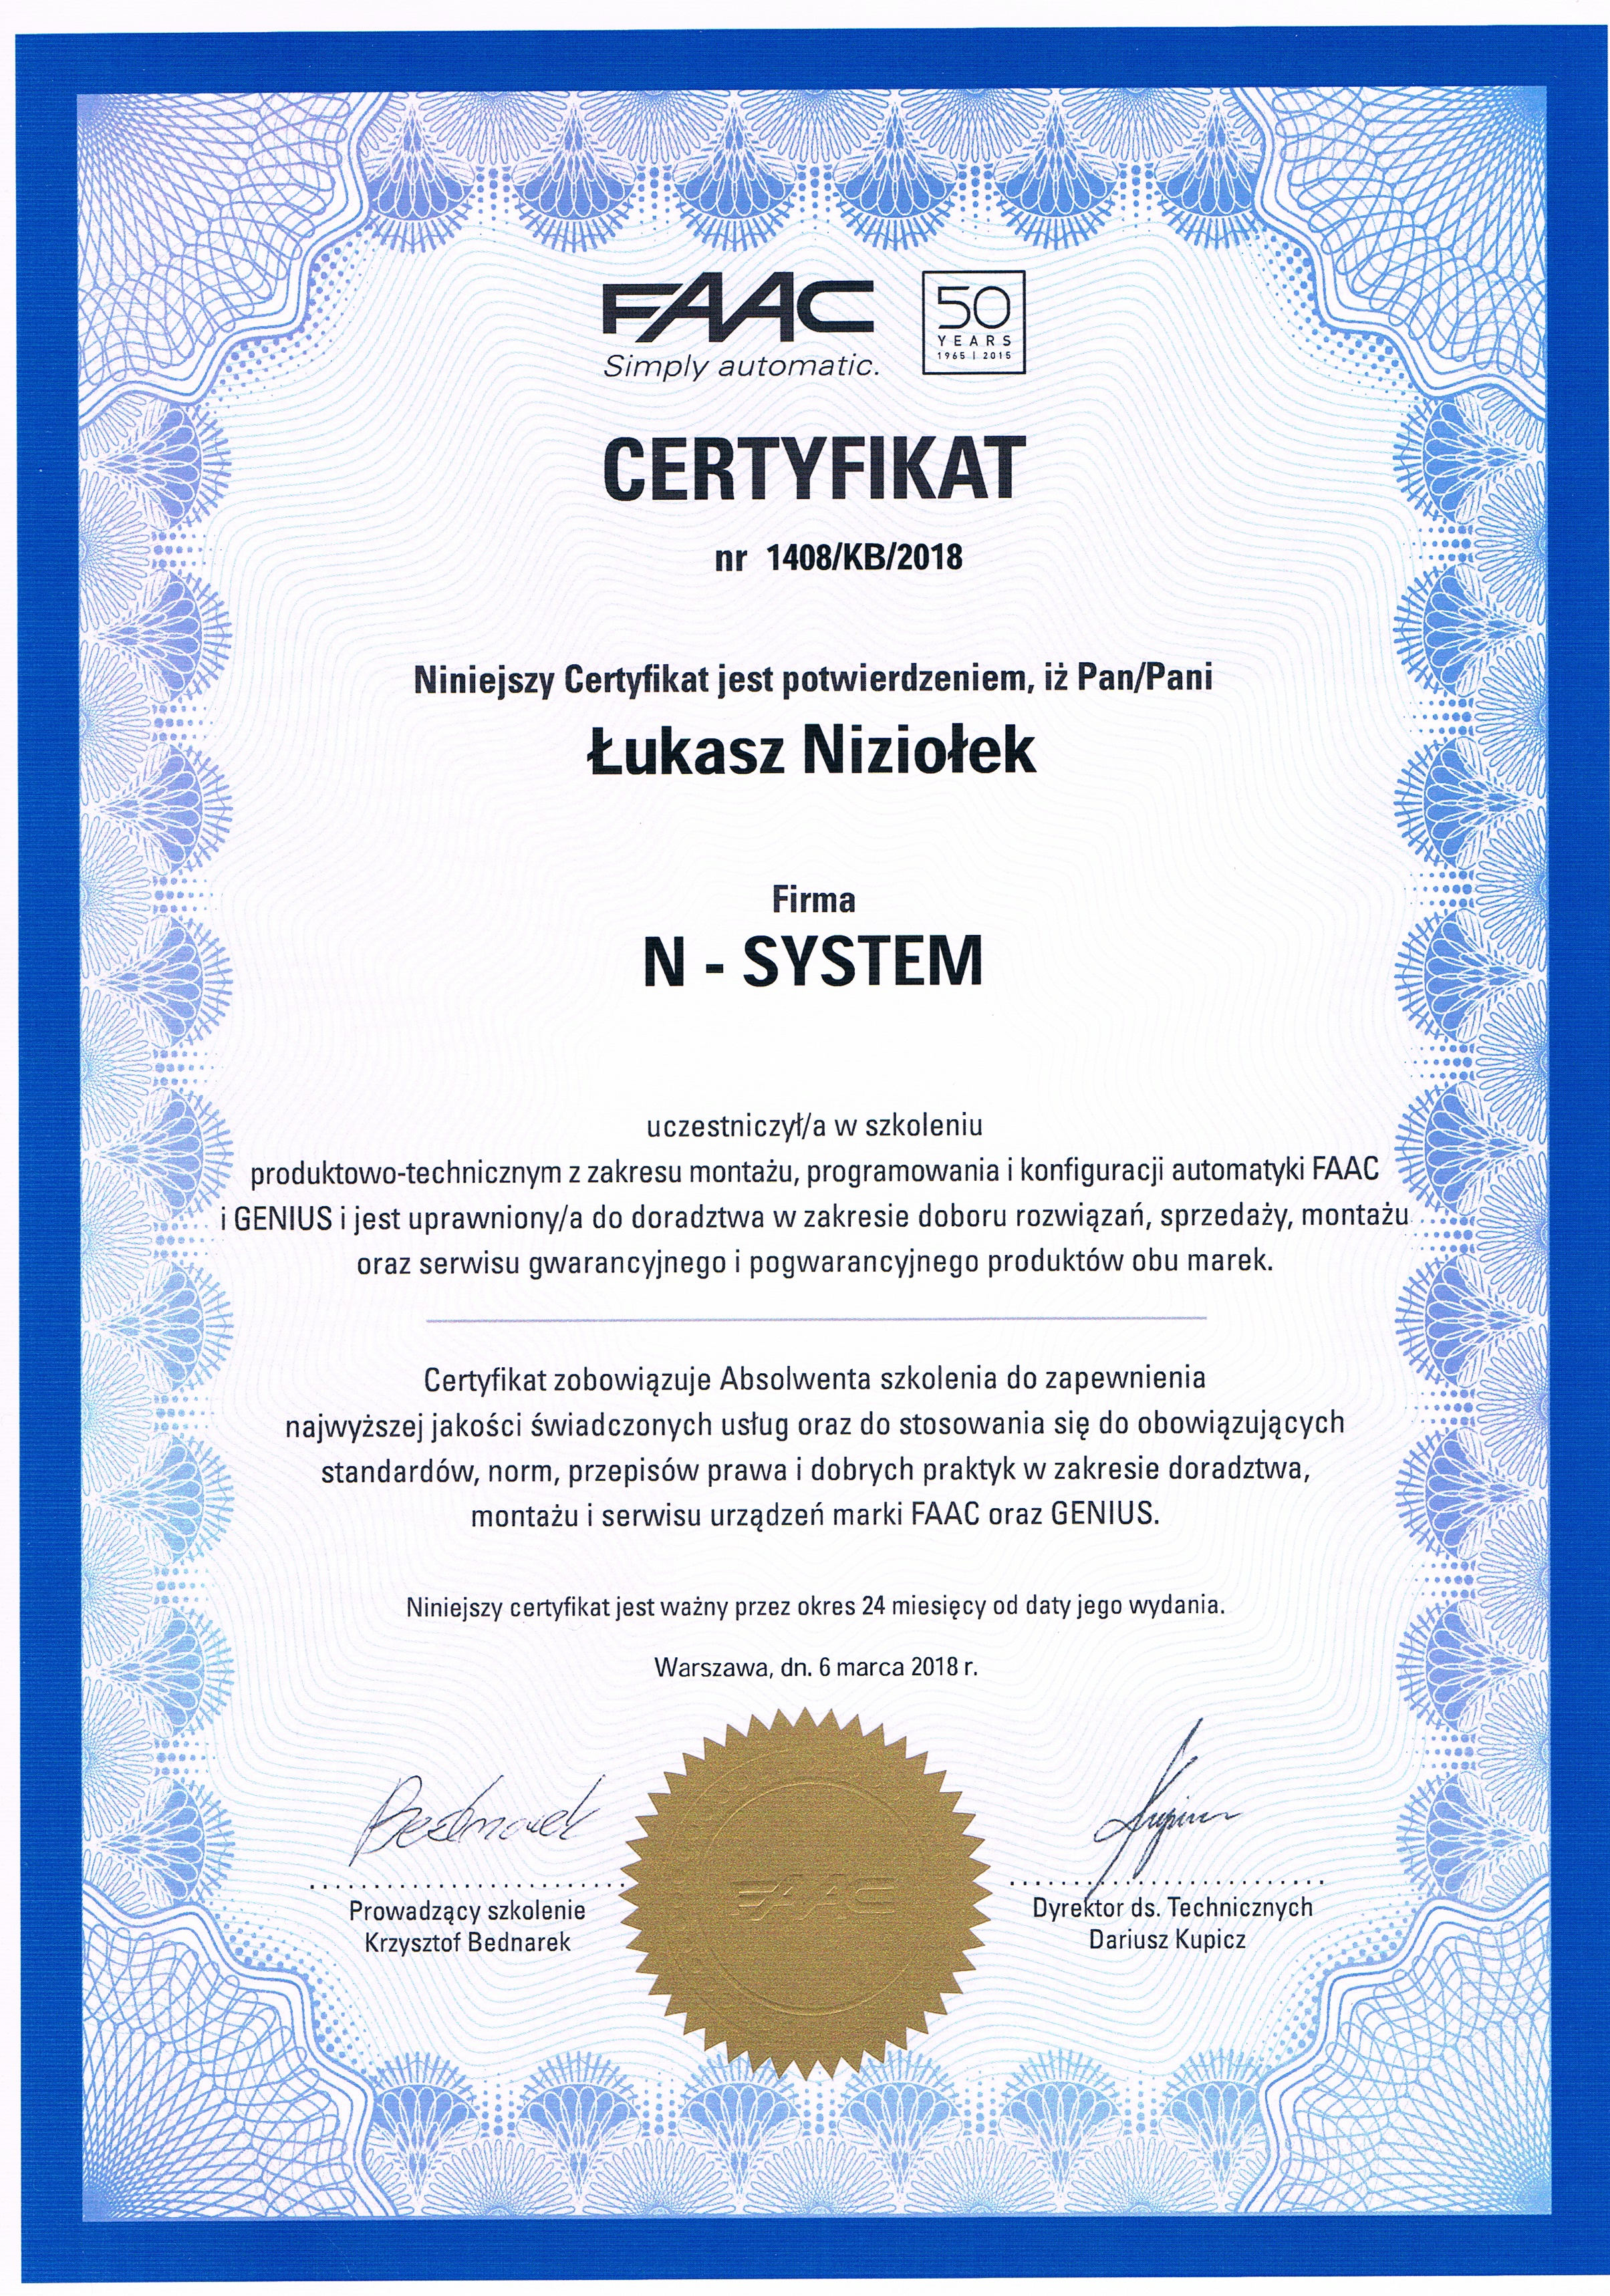 FAAC
Simply automatic.
50
YEARS
1965 | 2015
CERTYFIKAT
nr 1408/KB/2018
Niniejszy Certyfikat jest potwierdzeniem, iż Pan/Pani
Łukasz Niziołek
Firma
N - SYSTEM
uczestniczył/a w szkoleniu
produktowo-technicznym z zakresu montażu, programowania i konfiguracji automatyki FAAC
i GENIUS i jest uprawniony/a do doradztwa w zakresie doboru rozwiązań, sprzedaży, montażu
oraz serwisu gwarancyjnego i pogwarancyjnego produktów obu marek.
Certyfikat zobowiązuje Absolwenta szkolenia do zapewnienia
najwyższej jakości świadczonych usług oraz do stosowania się do obowiązujących
standardów, norm, przepisów prawa i dobrych praktyk w zakresie doradztwa,
montażu i serwisu urządzeń marki FAAC oraz GENIUS.
Niniejszy certyfikat jest ważny przez okres 24 miesięcy od daty jego wydania.
Warszawa, dn. 6 marca 2018 r.
Bednarek
FAAC
Prowadzący szkolenie
Krzysztof Bednarek
Dyrektor ds. Technicznych
Dariusz Kupicz